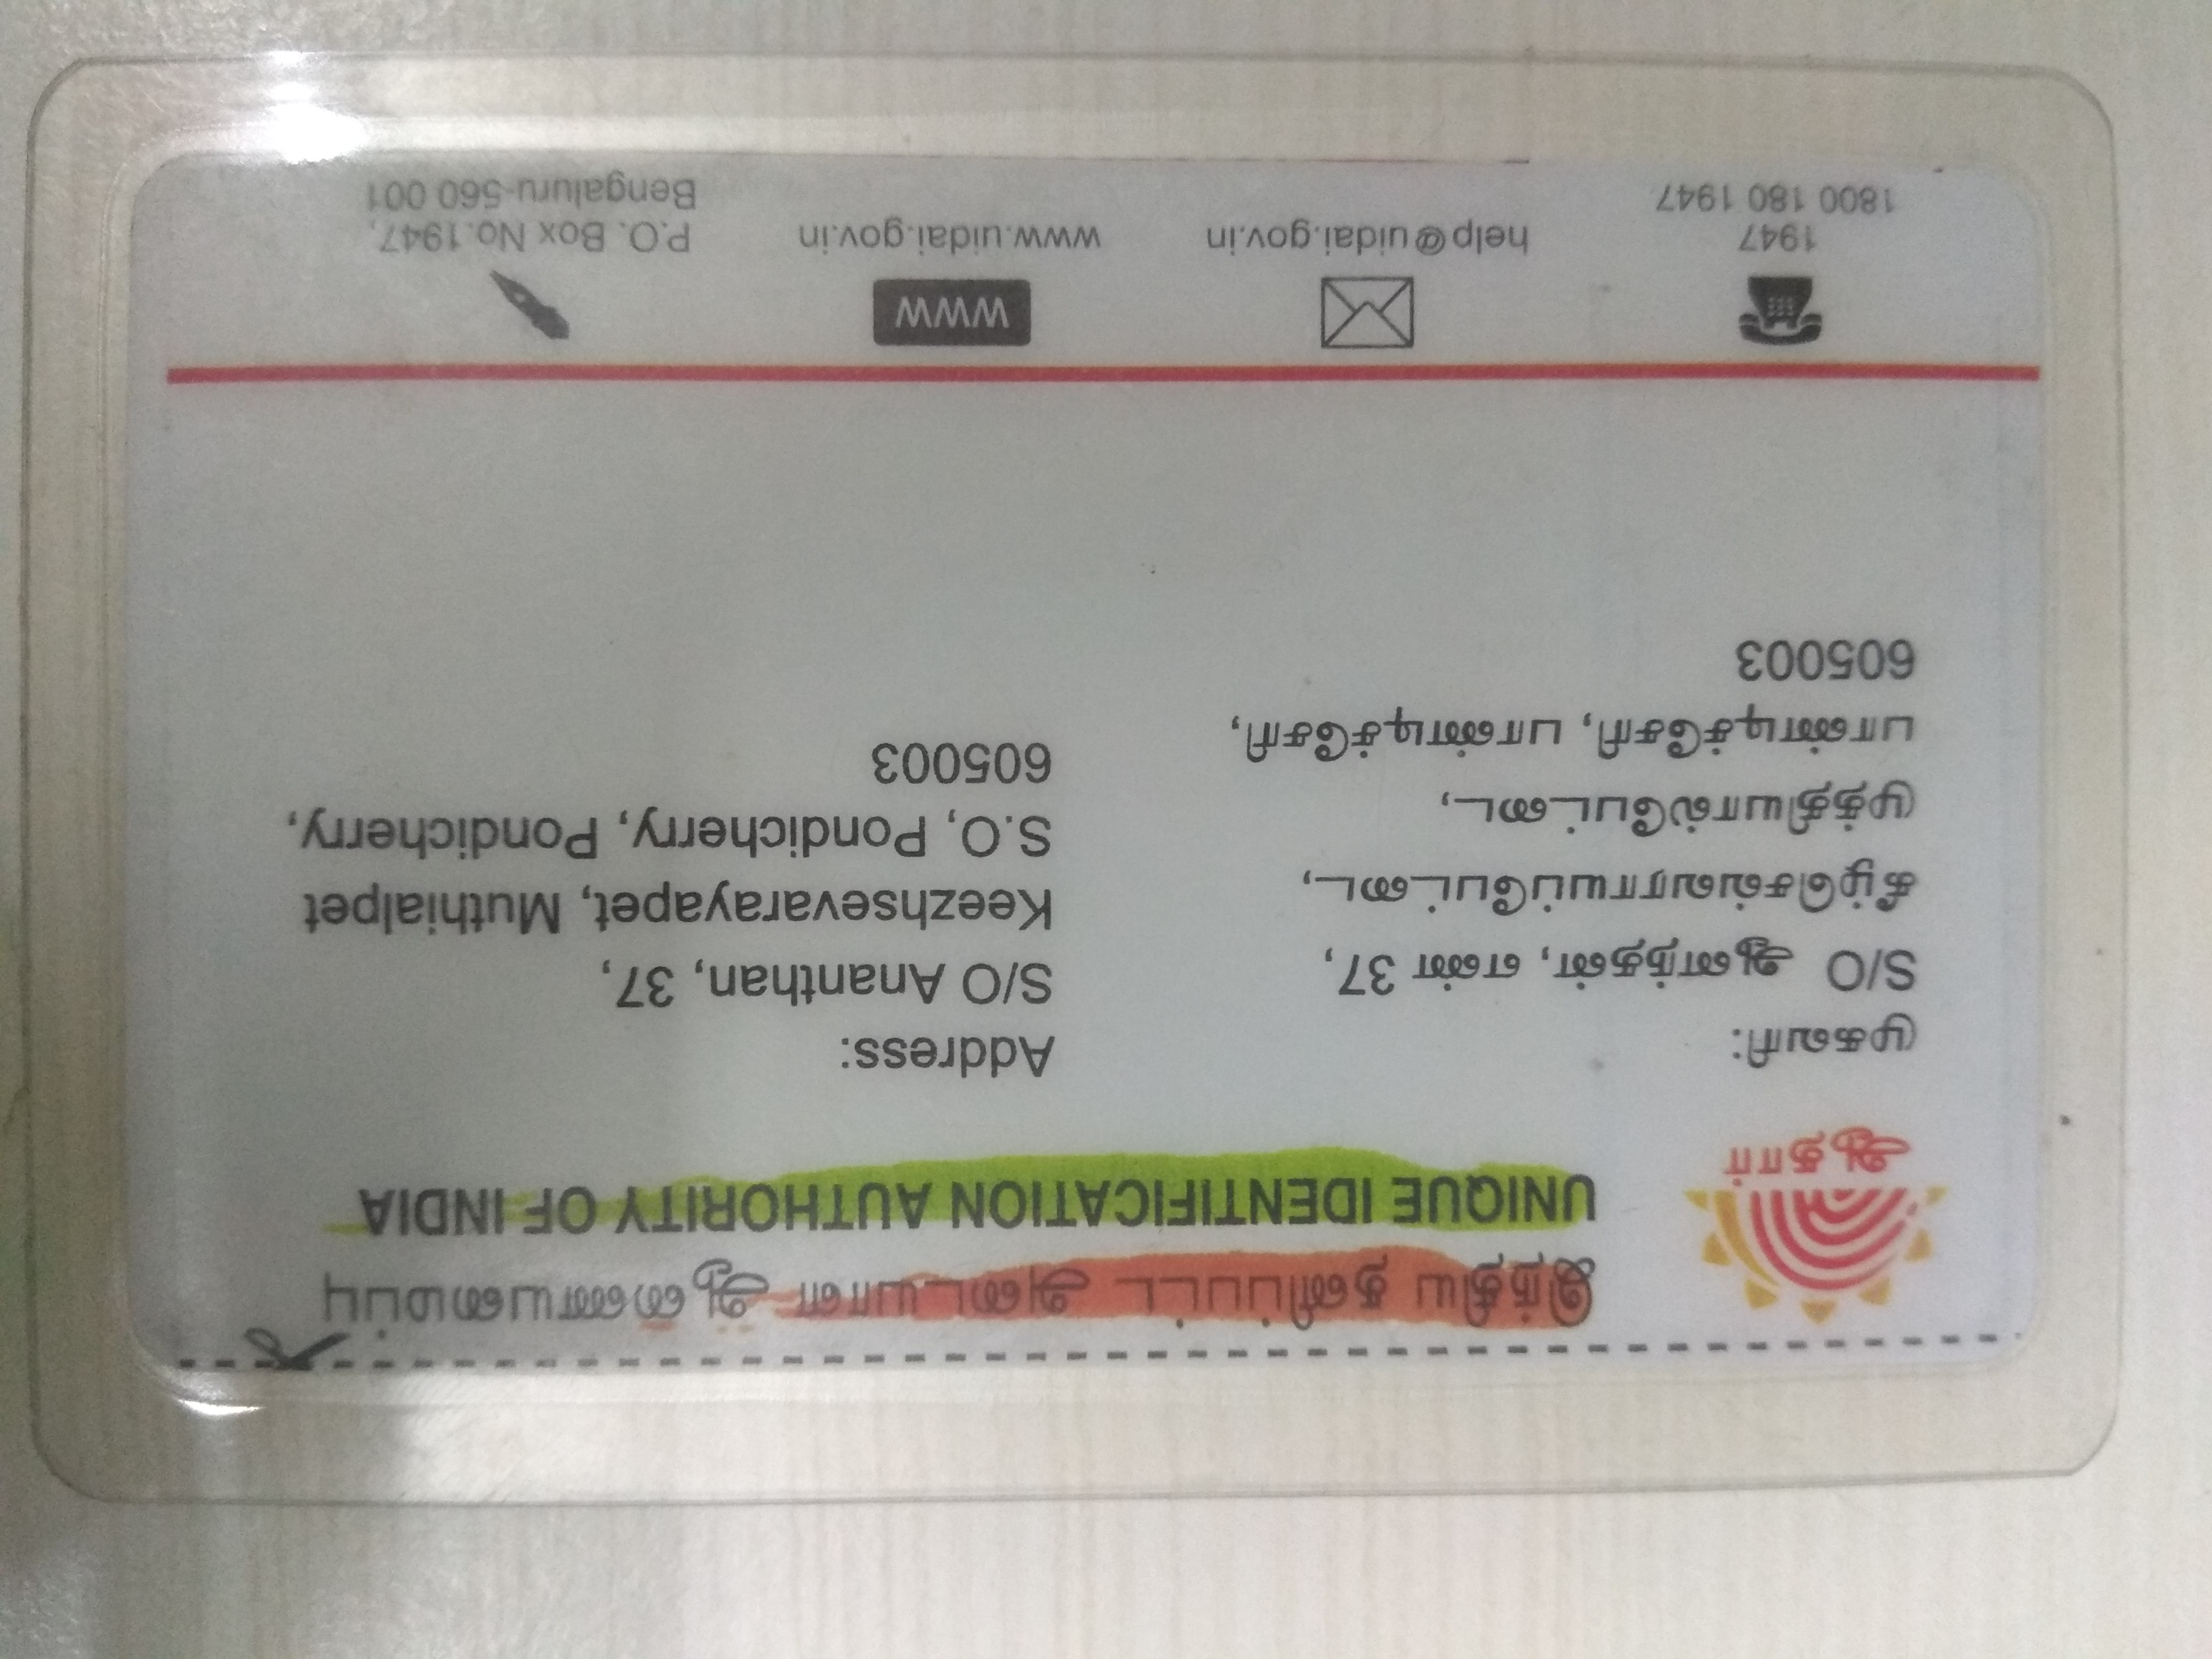 இந்திய தனிப்பட்ட அடையாள ஆணையமைப்பு
UNIQUE IDENTIFICATION AUTHORITY OF INDIA
ஆதார்
முகவரி:
S/O ஆனந்தன், எண் 37,
கீழ்செவ்வராயப்பேட்டை,
முத்தியால்பேட்டை,
பாண்டிச்சேரி, பாண்டிச்சேரி,
605003
Address:
S/O Ananthan, 37,
Keezhsevarayapet, Muthialpet
S.O, Pondicherry, Pondicherry,
605003
1947
1800 180 1947
help@uidai.gov.in
WWW
www.uidai.gov.in
P.O. Box No.1947,
Bengaluru-560 001